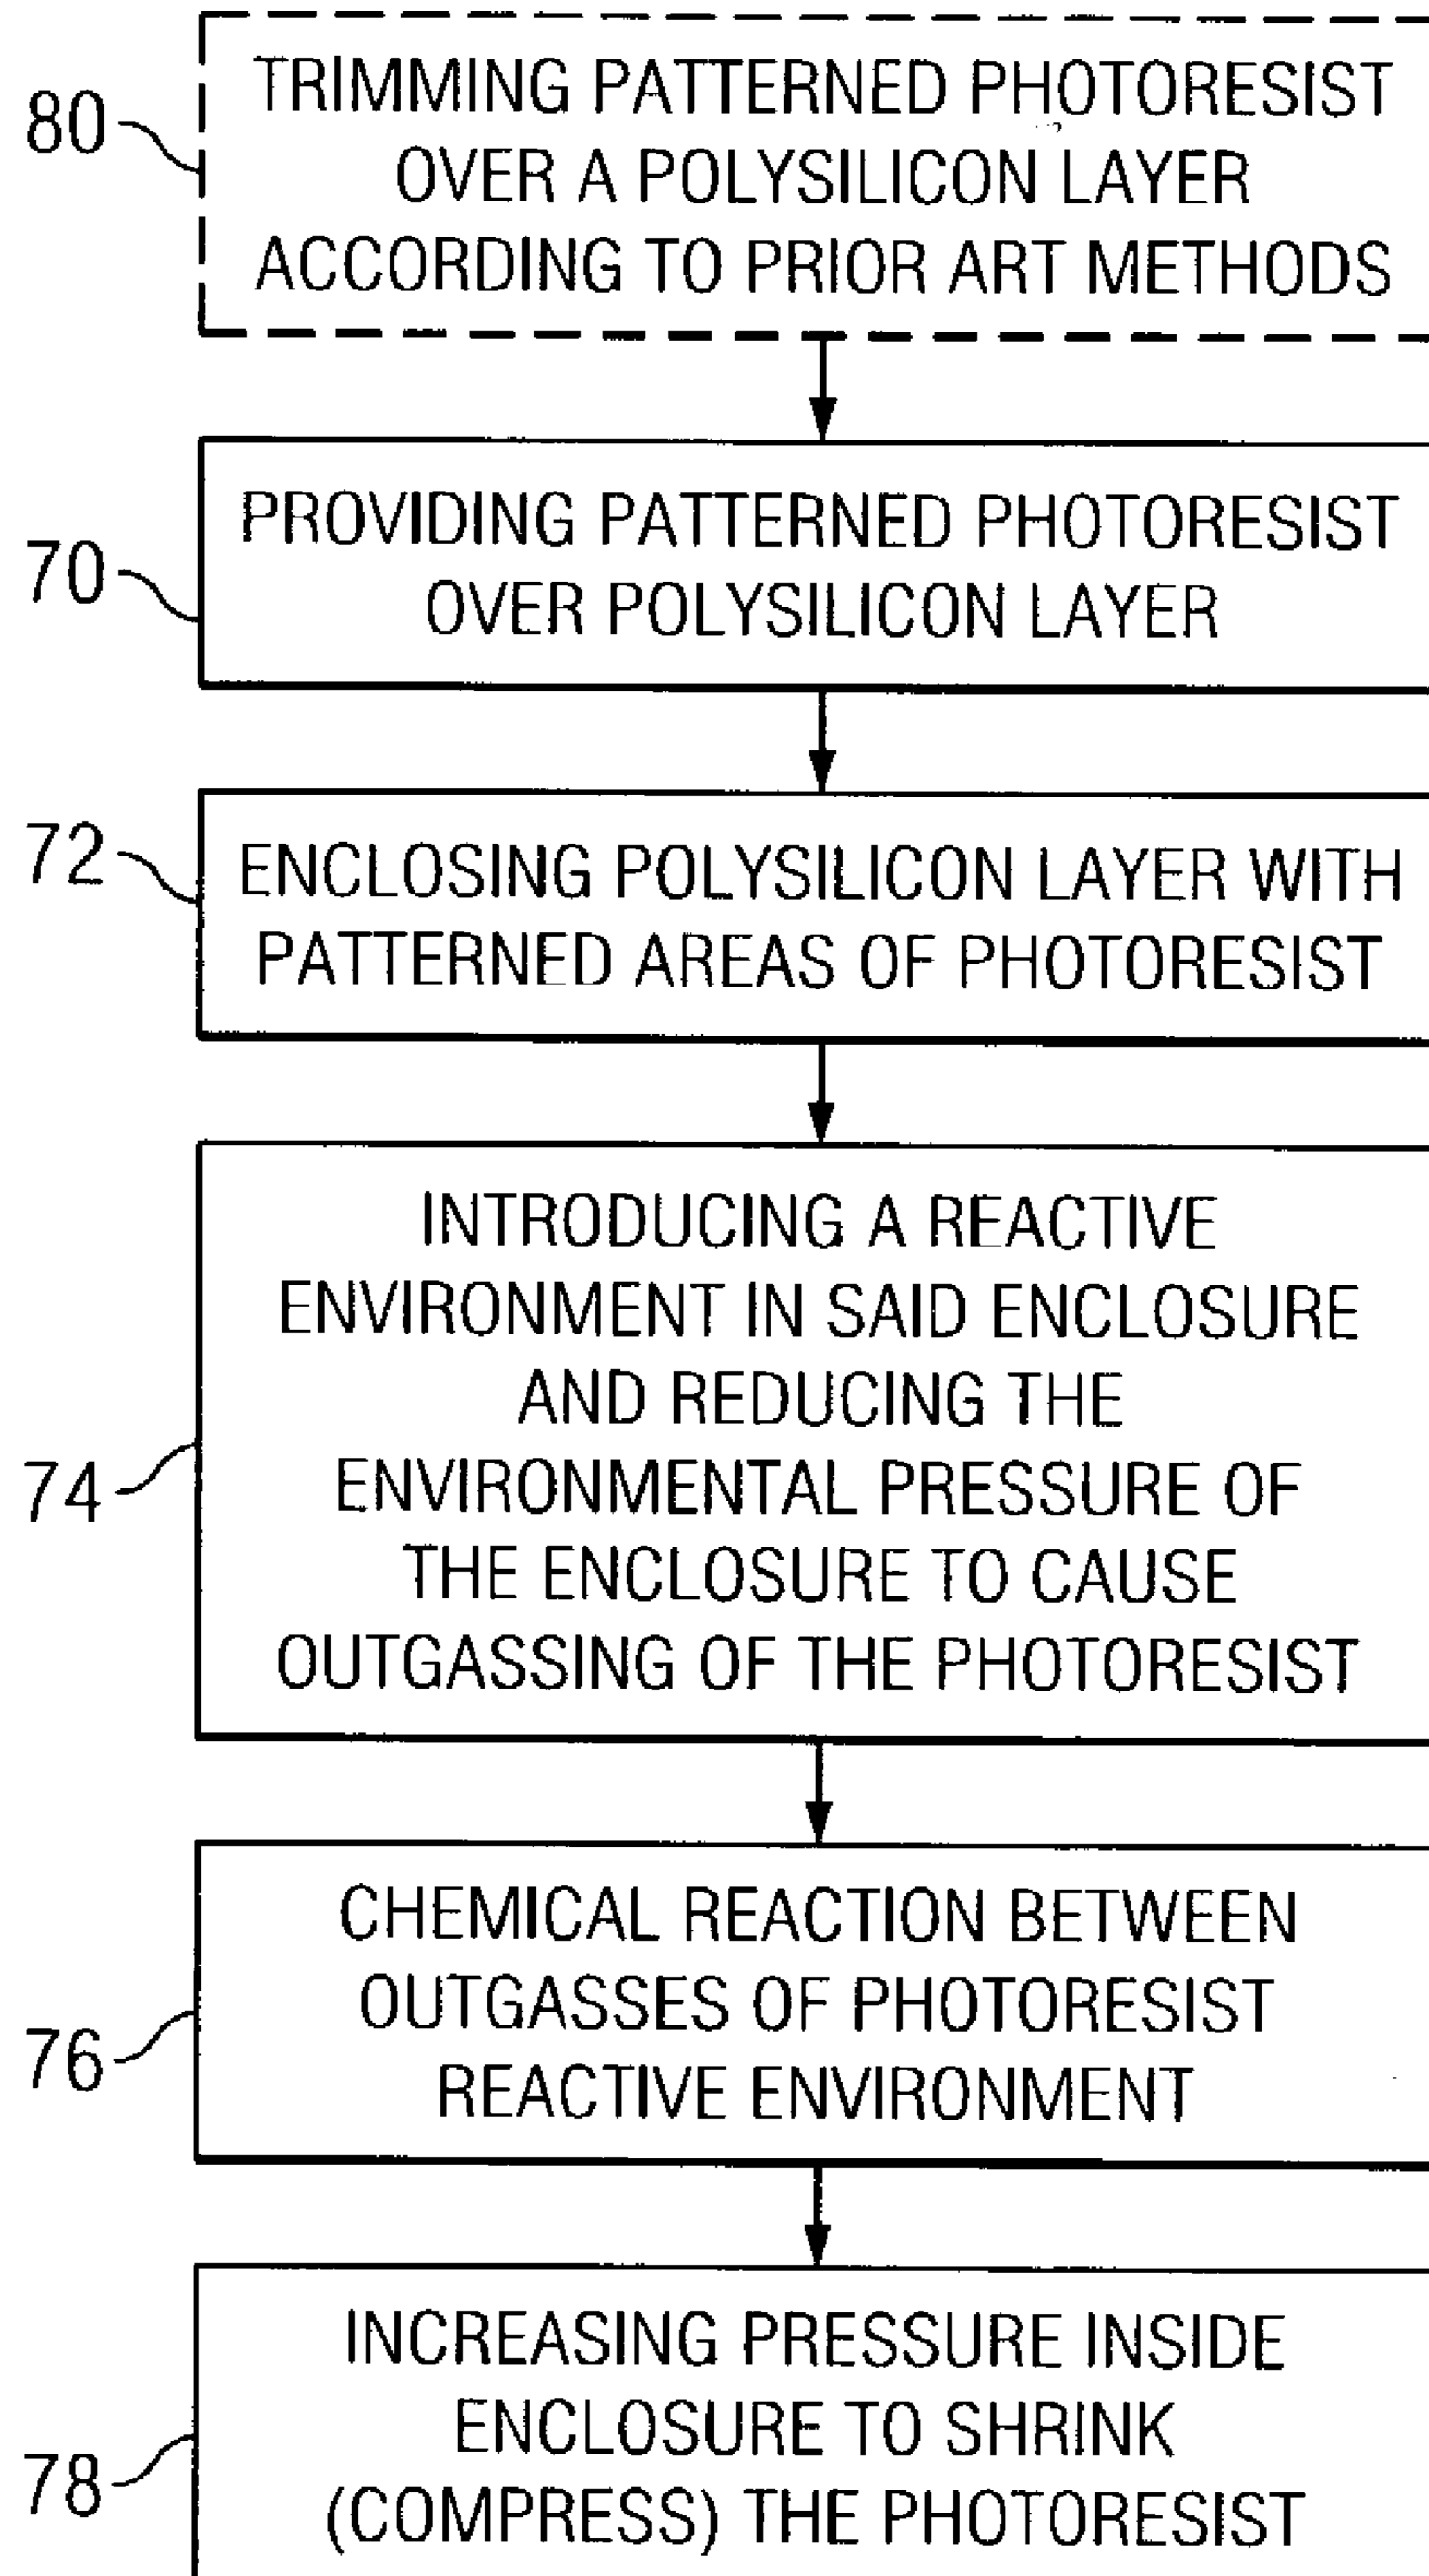 80
TRIMMING PATTERNED PHOTORESIST
OVER A POLYSILICON LAYER
ACCORDING TO PRIOR ART METHODS
70
PROVIDING PATTERNED PHOTORESIST
OVER POLYSILICON LAYER
72
ENCLOSING POLYSILICON LAYER WITH
PATTERNED AREAS OF PHOTORESIST
74
INTRODUCING A REACTIVE
ENVIRONMENT IN SAID ENCLOSURE
AND REDUCING THE
ENVIRONMENTAL PRESSURE OF
THE ENCLOSURE TO CAUSE
OUTGASSING OF THE PHOTORESIST
76
CHEMICAL REACTION BETWEEN
OUTGASSES OF PHOTORESIST
REACTIVE ENVIRONMENT
78
INCREASING PRESSURE INSIDE
ENCLOSURE TO SHRINK
(COMPRESS) THE PHOTORESIST